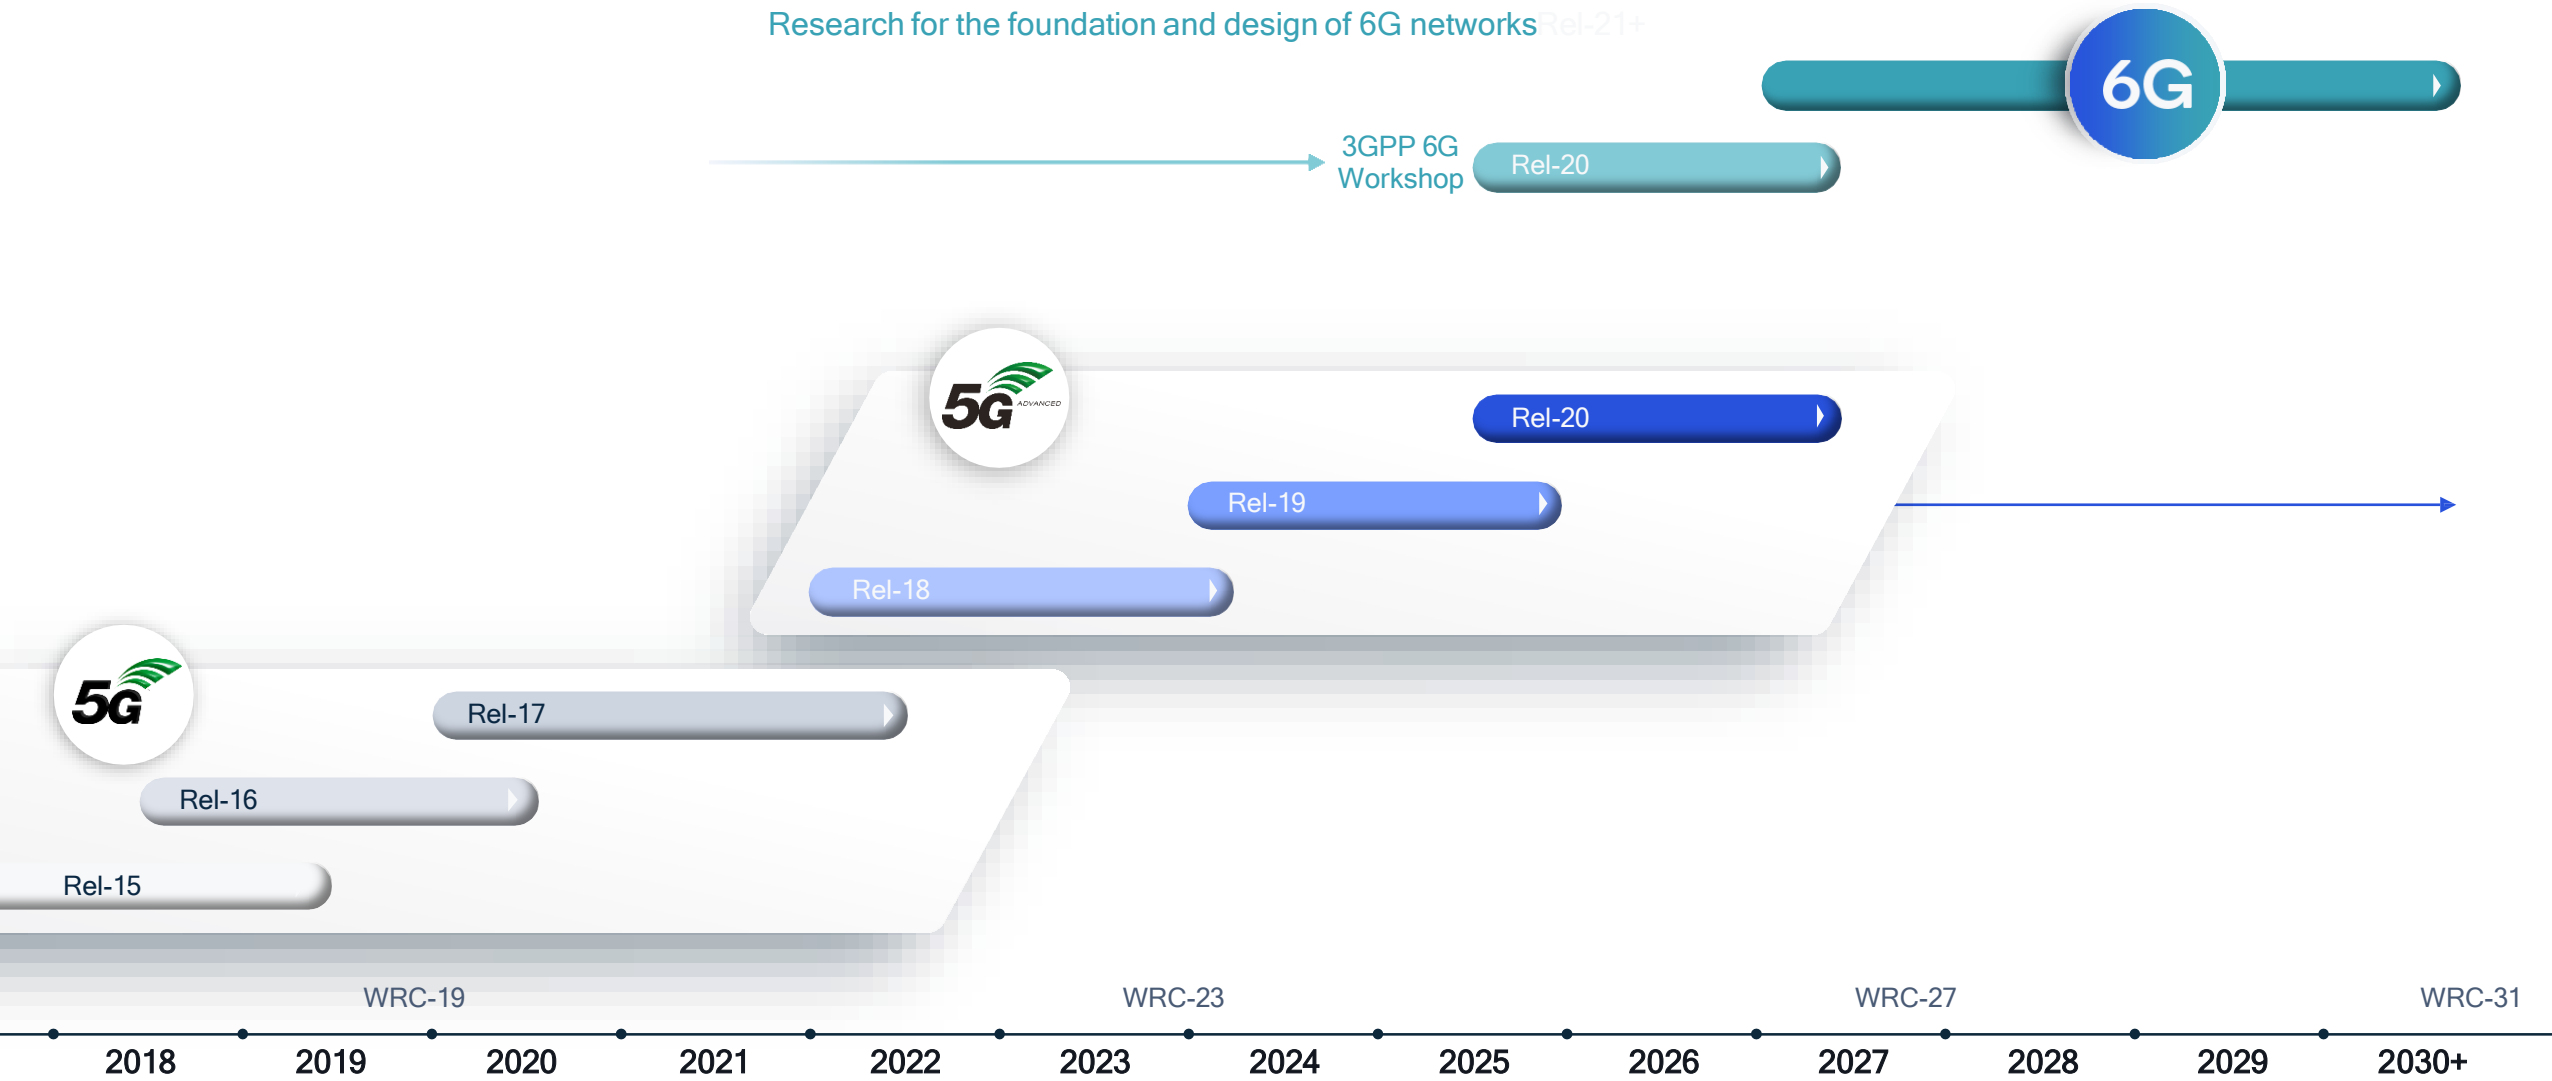 Research for the foundation and design of 6G networks Rel-21+
6G
3GPP 6G
Workshop
Rel-20
5G
ADVANCED
Rel-20
Rel-19
Rel-18
5G
Rel-17
Rel-16
Rel-15
WRC-19 WRC-23 WRC-27 WRC-31
2018 2019 2020 2021 2022 2023 2024 2025 2026 2027 2028 2029 2030+